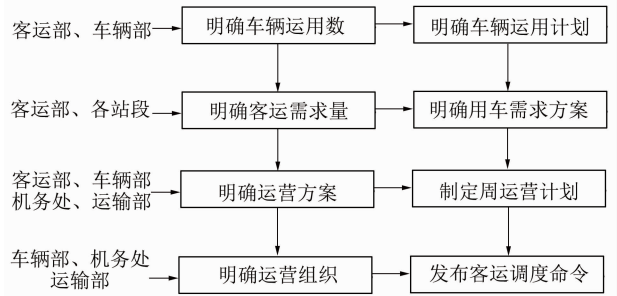 客运部、车辆部
明确车辆运用数
明确车辆运用计划
客运部、各站段
明确客运需求量
明确用车需求方案
客运部、车辆部
机务处、运输部
明确运营方案
制定周运营计划
车辆部、机务处
运输部
明确运营组织
发布客运调度命令